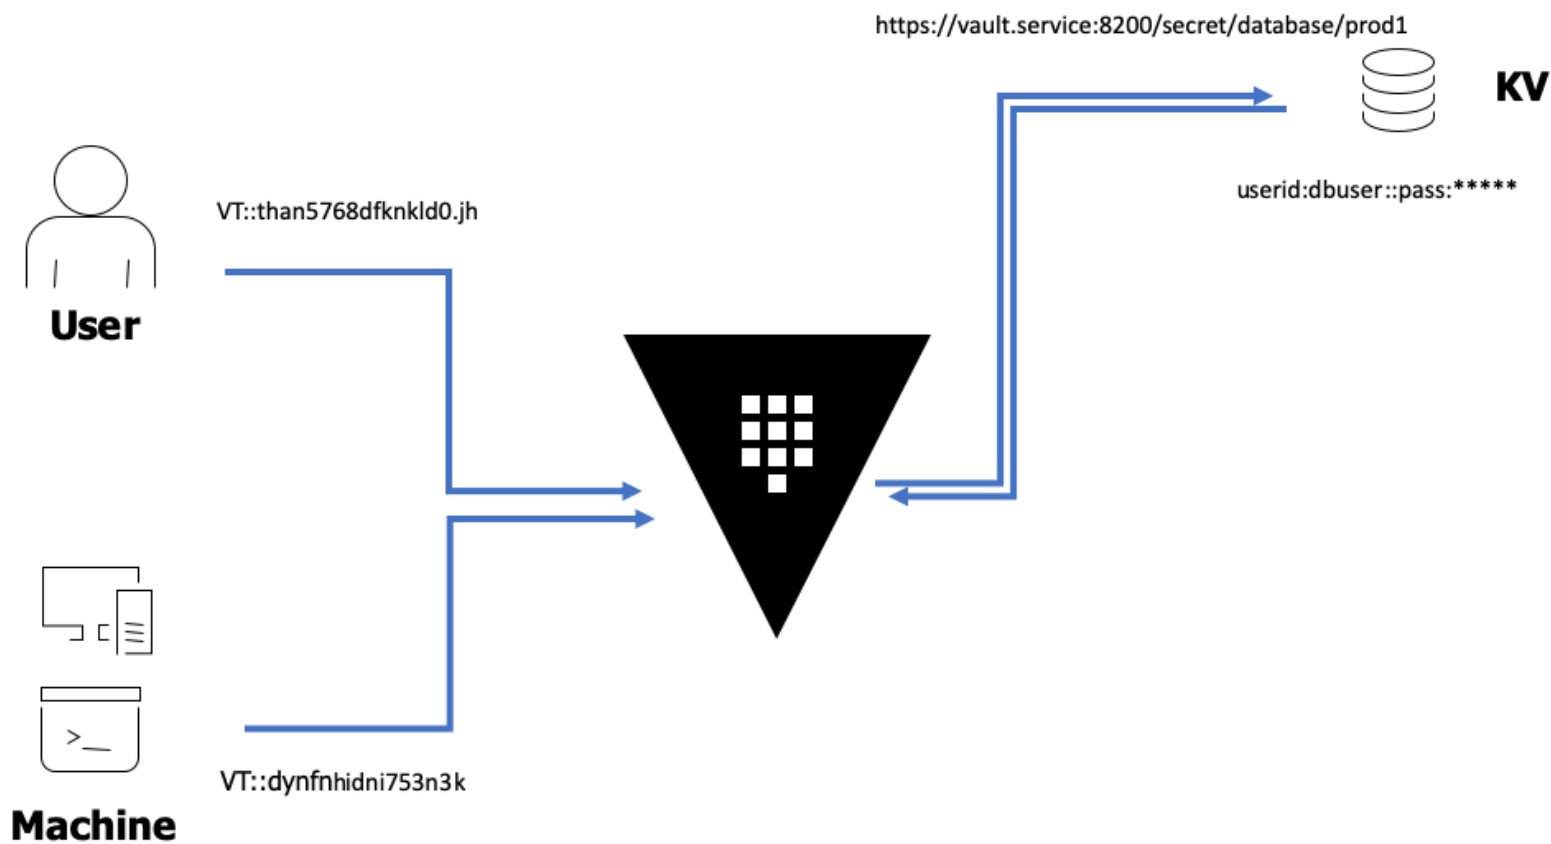 https://vault.service:8200/secret/database/prod1
KV
userid:dbuser::pass:*****
VT::than5768dfknkld0.jh
User
>_
VT::dynfnhidni753n3k
Machine